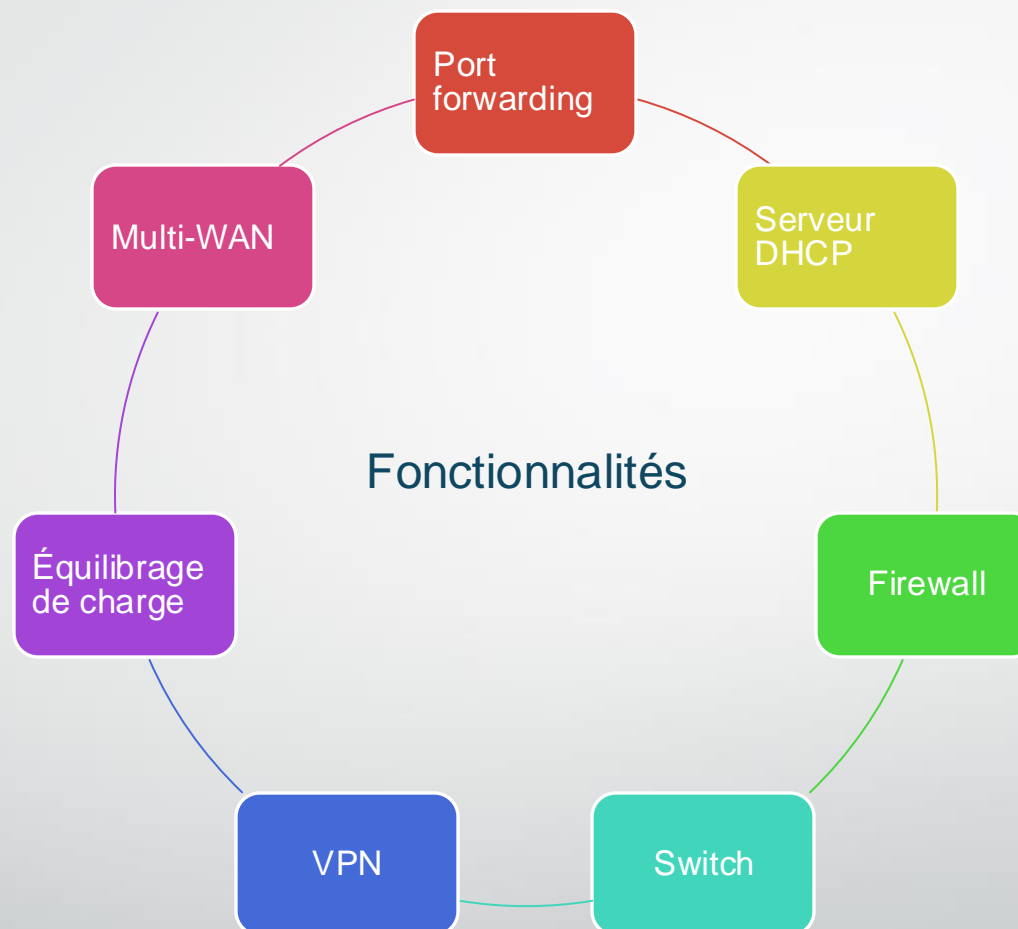 Port
forwarding
Serveur
DHCP
Firewall
Switch
VPN
Équilibrage
de charge
Multi-WAN
Fonctionnalités